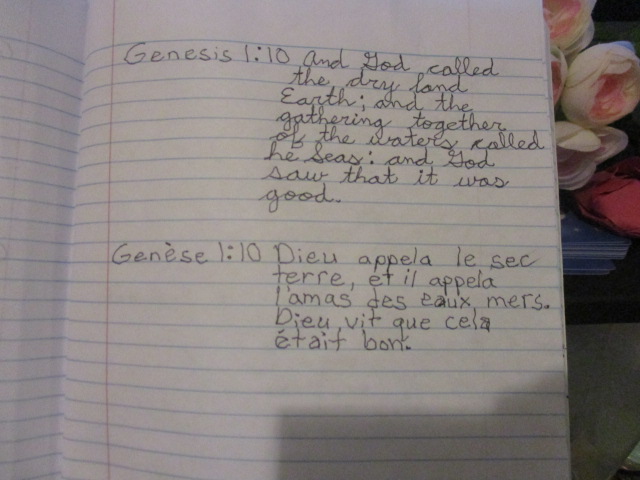 Genesis 1:10 And God called
the dry land
Earth; and the
gathering together
of the waters called
he Seas: and God
saw that it was
good.
Genèse 1:10 Dieu appela le sec
terre, et il appela
l'amas des eaux mers.
Dieu vit que cela
était bon.